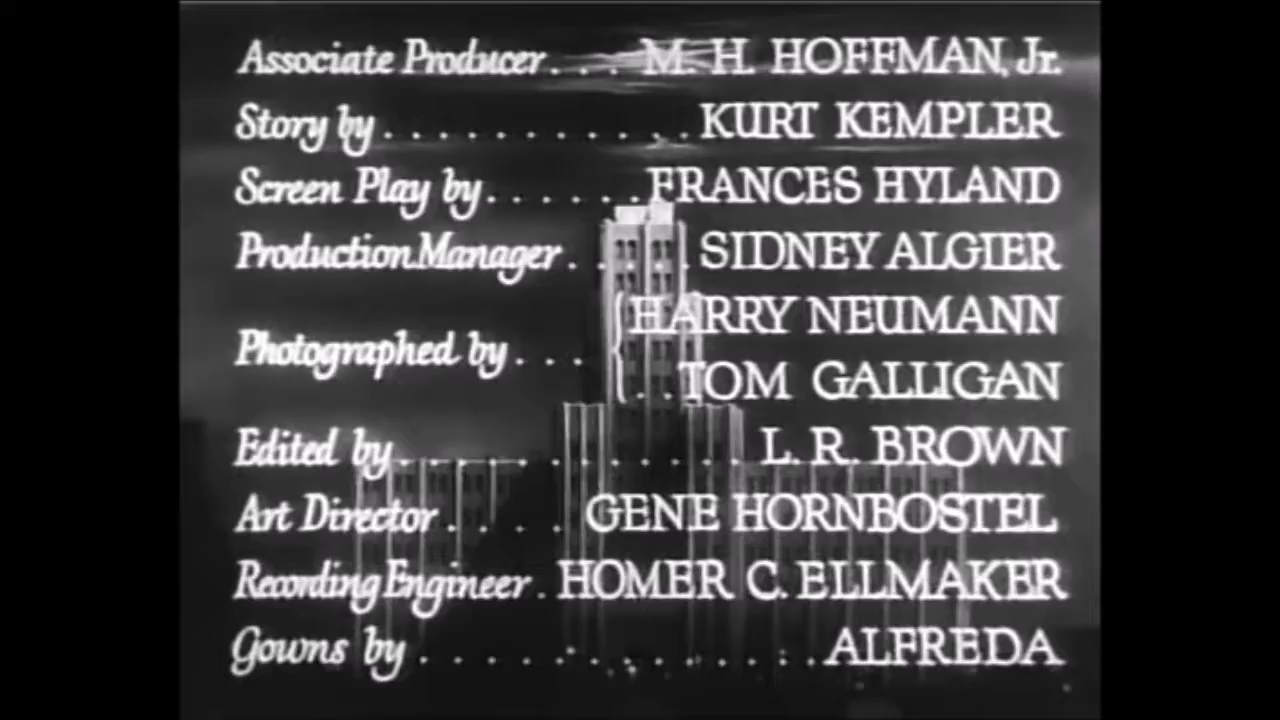 Associate Producer. . . . M. H. HOFFMAN, Jr.
Story by . . . . . . . . . . . KURT KEMPLER
Screen Play by . . . . . . FRANCES HYLAND
Production Manager . . . . SIDNEY ALGIER
Photographed by . . . { HARRY NEUMANN
. . TOM GALLIGAN
Edited by . . . . . . . . . . . . L. R. BROWN
Art Director . . . . . GENE HORNBOSTEL
Recording Engineer . HOMER C. ELLMAKER
Gowns by . . . . . . . . . . . . . . ALFREDA